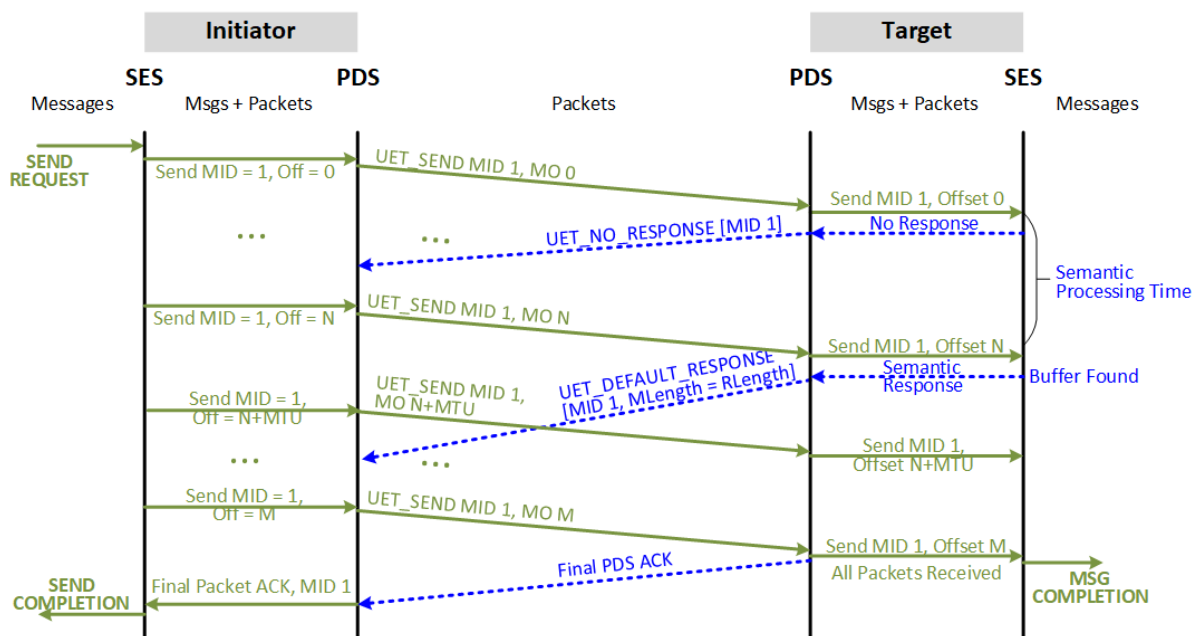 Initiator
Target
SES
PDS
PDS
SES
Messages
Msgs + Packets
Packets
Msgs + Packets
Messages
SEND
REQUEST
Send MID = 1, Off = 0
UET_SEND MID 1, MO 0
Send MID 1, Offset 0
...
...
UET_NO_RESPONSE [MID 1]
No Response
Semantic
Processing Time
Send MID = 1, Off = N
UET_SEND MID 1, MO N
Send MID 1, Offset N
UET_DEFAULT_RESPONSE
[MID 1, MLength = RLength]
Semantic
Response
Buffer Found
Send MID = 1,
Off = N+MTU
UET_SEND MID 1,
MO N+MTU
Send MID 1,
Offset N+MTU
...
...
Send MID = 1,
Off = M
UET_SEND MID 1, MO M
Send MID 1, Offset M
All Packets Received
Final PDS ACK
MSG
COMPLETION
SEND
COMPLETION
Final Packet ACK, MID 1